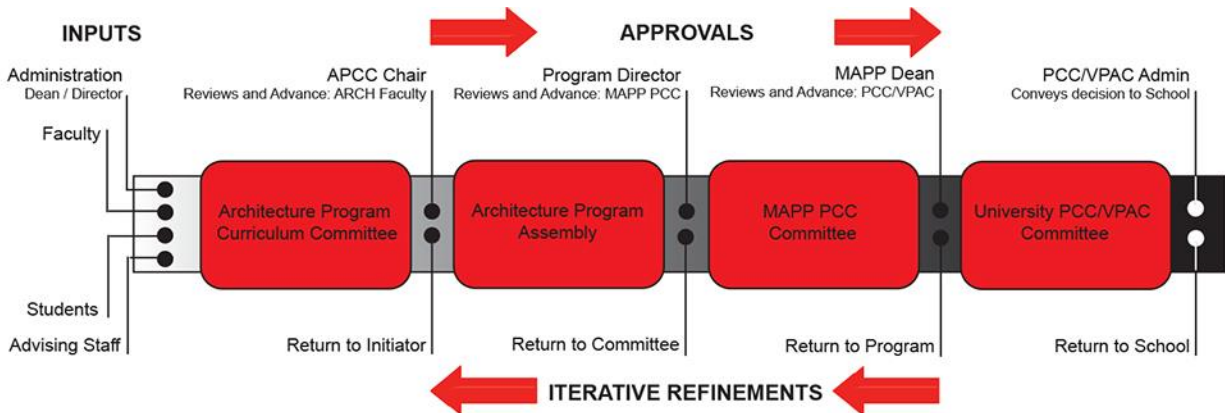 INPUTS
APPROVALS
Administration
Dean / Director
APCC Chair
Reviews and Advance: ARCH Faculty
Program Director
Reviews and Advance: MAPP PCC
MAPP Dean
Reviews and Advance: PCC/VPAC
PCC/VPAC Admin
Conveys decision to School
Faculty
Architecture Program
Curriculum Committee
Architecture Program
Assembly
MAPP PCC
Committee
University PCC/VPAC
Committee
Students
Advising Staff
Return to Initiator
Return to Committee
Return to Program
Return to School
ITERATIVE REFINEMENTS